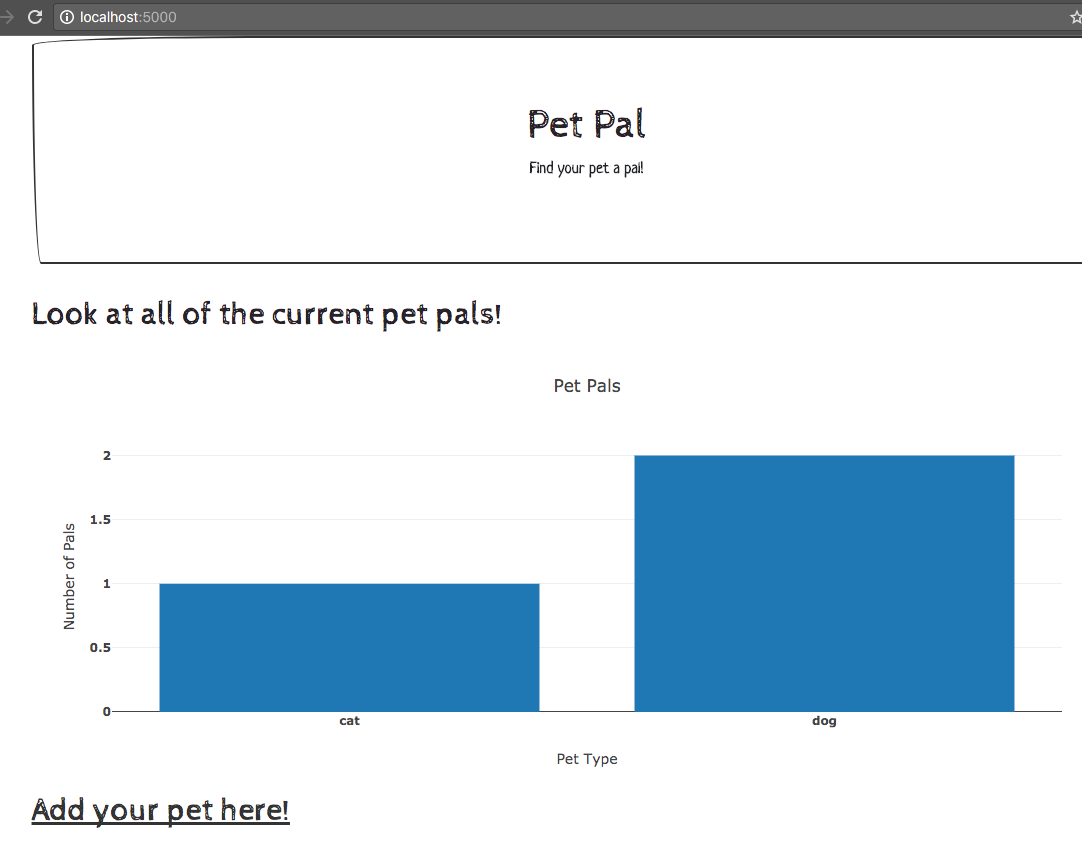 localhost:5000
Pet Pal
Find your pet a pal!
Look at all of the current pet pals!
Pet Pals
2
1.5
1
0.5
0
Number of Pals
cat dog
Pet Type
Add your pet here!